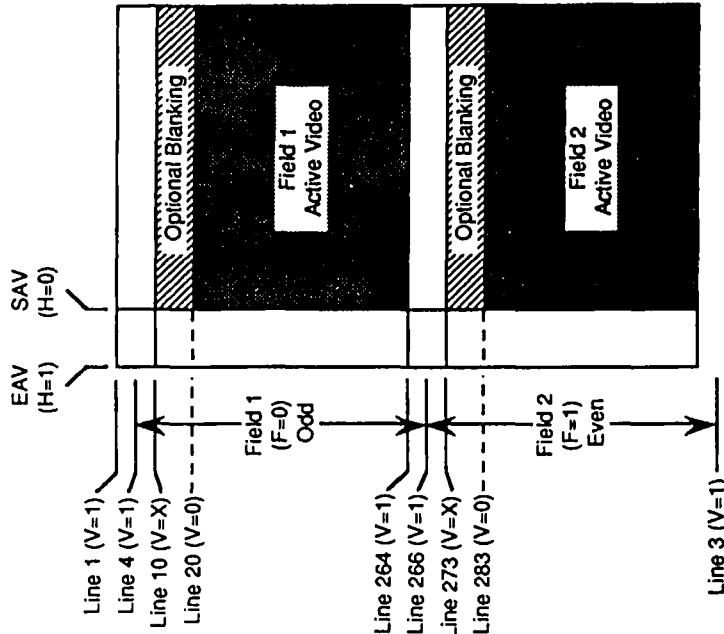 EAV
(H=1)
SAV
(H=0)
Line 1 (V=1)
Line 4 (V=1)
Line 10 (V=X)
Line 20 (V=0)
Optional Blanking
Field 1
(F=0)
Odd
Field 1
Active Video
Line 264 (V=1)
Line 266 (V=1)
Line 273 (V=X)
Line 283 (V=0)
Optional Blanking
Field 2
(F=1)
Even
Field 2
Active Video
Line 3 (V=1)